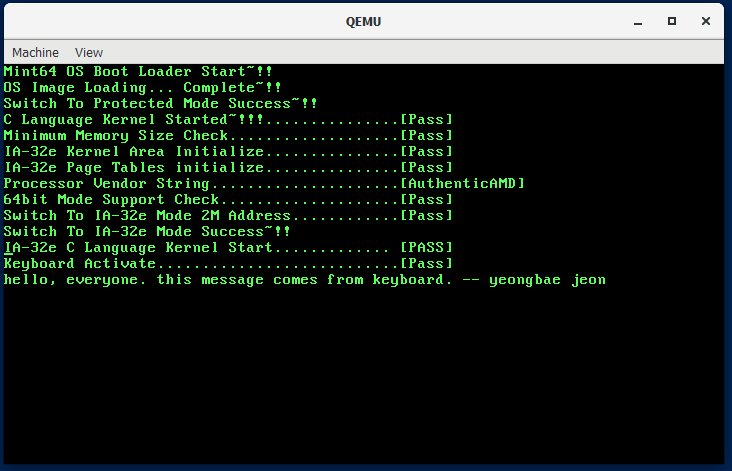 QEMU
Machine View
Mint64 OS Boot Loader Start~!!
OS Image Loading... Complete~!!
Switch To Protected Mode Success~!!
C Language Kernel Started~!!!................[Pass]
Minimum Memory Size Check...................[Pass]
IA-32e Kernel Area Initialize...............[Pass]
IA-32e Page Tables initialize...............[Pass]
Processor Vendor String.....................[AuthenticAMD]
64bit Mode Support Check....................[Pass]
Switch To IA-32e Mode 2M Address............[Pass]
Switch To IA-32e Mode Success~!!
IA-32e C Language Kernel Start............. [PASS]
Keyboard Activate...........................[Pass]
hello, everyone. this message comes from keyboard. -- yeongbae jeon